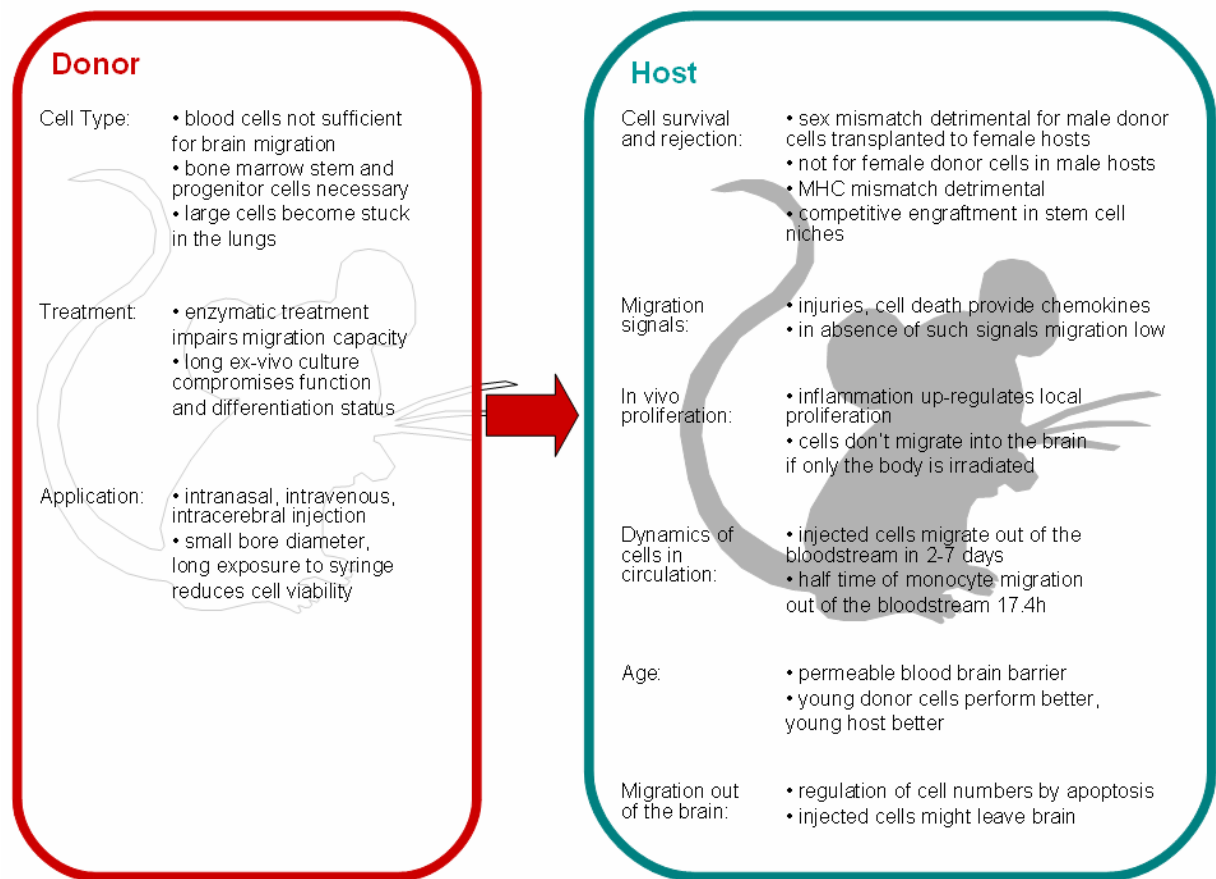 Donor
Cell Type:
• blood cells not sufficient
for brain migration
• bone marrow stem and
progenitor cells necessary
• large cells become stuck
in the lungs
Treatment:
• enzymatic treatment
impairs migration capacity
• long ex-vivo culture
compromises function
and differentiation status
Application:
• intranasal, intravenous,
intracerebral injection
• small bore diameter,
long exposure to syringe
reduces cell viability
Host
Cell survival
and rejection:
• sex mismatch detrimental for male donor
cells transplanted to female hosts
• not for female donor cells in male hosts
• MHC mismatch detrimental
• competitive engraftment in stem cell
niches
Migration
signals:
• injuries, cell death provide chemokines
• in absence of such signals migration low
In vivo
proliferation:
• inflammation up-regulates local
proliferation
• cells don't migrate into the brain
if only the body is irradiated
Dynamics of
cells in
circulation:
• injected cells migrate out of the
bloodstream in 2-7 days
• half time of monocyte migration
out of the bloodstream 17.4h
Age:
• permeable blood brain barrier
• young donor cells perform better,
young host better
Migration out
of the brain:
• regulation of cell numbers by apoptosis
• injected cells might leave brain